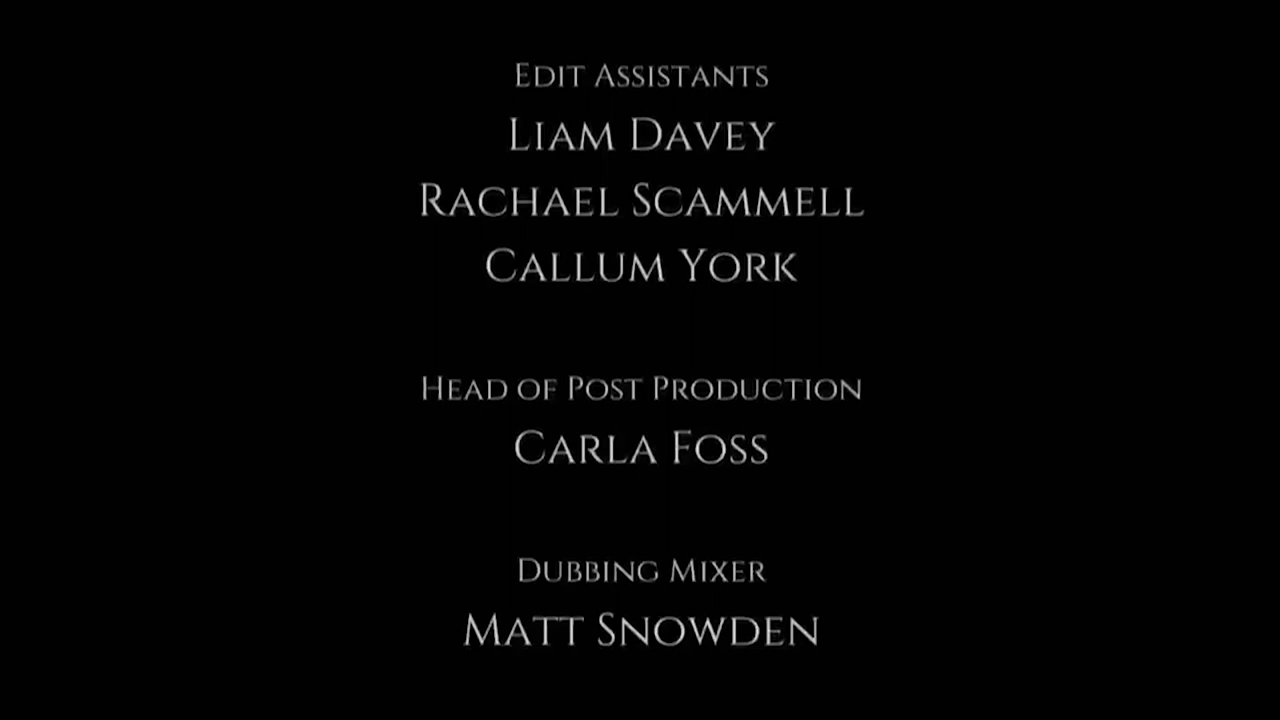 Edit Assistants
Liam Davey
Rachael Scammell
Callum York
Head of Post Production
Carla Foss
Dubbing Mixer
Matt Snowden